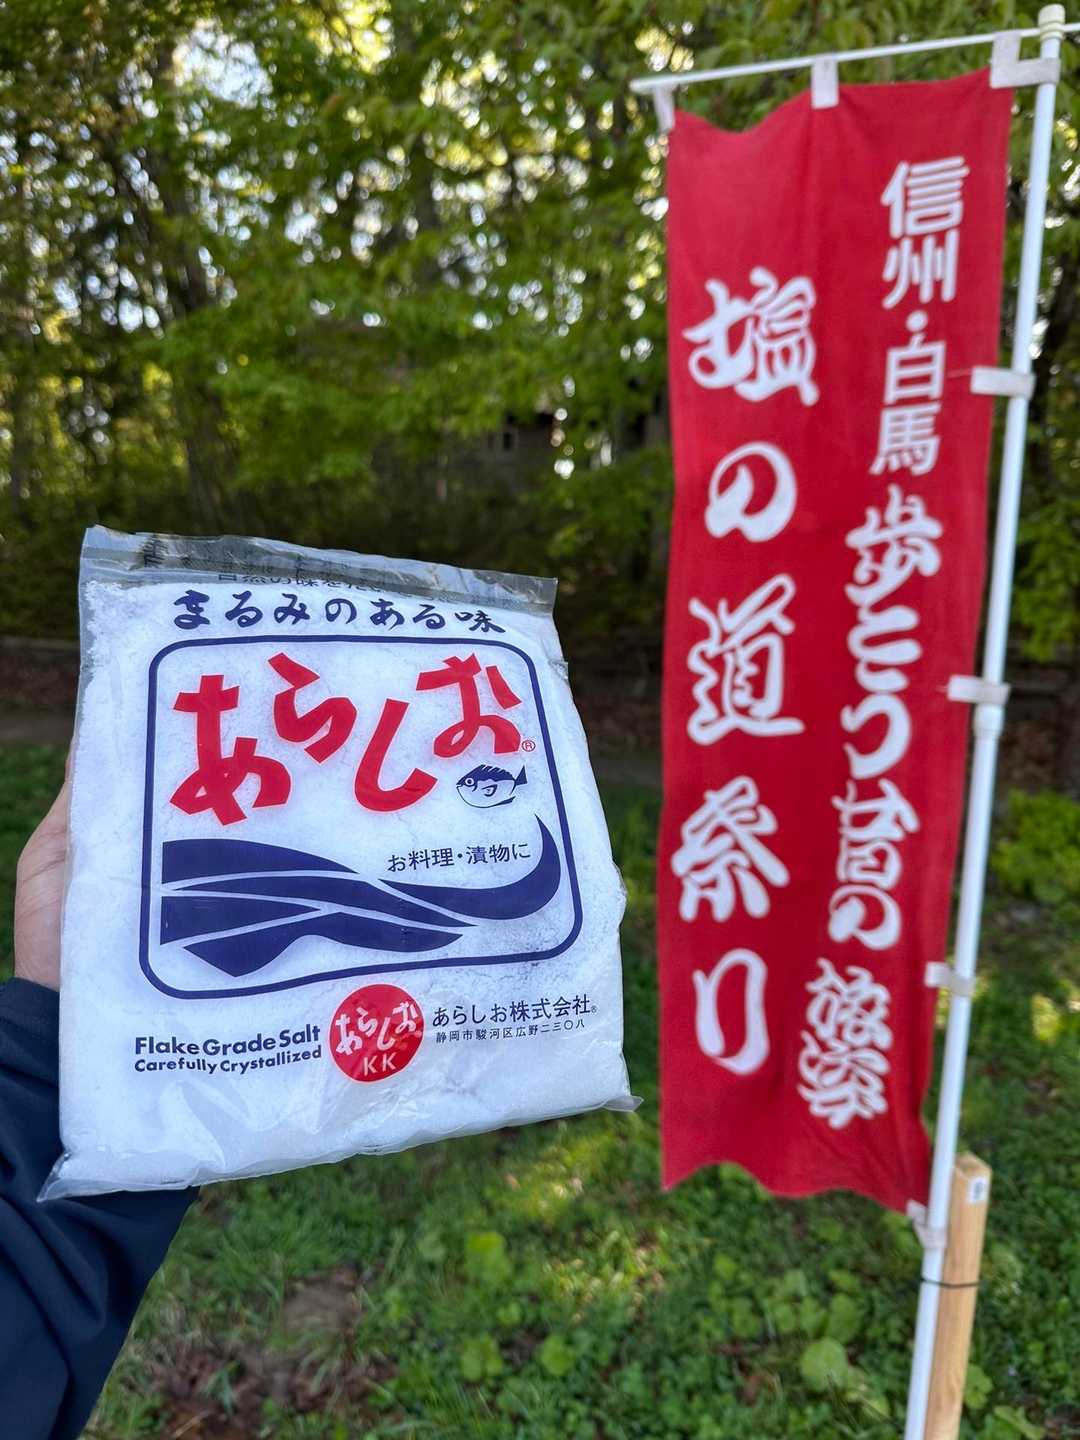 まるみのある味
あらしお®
お料理・漬物に
Flake Grade Salt
Carefully Crystallized
あらしお
KK
あらしお株式会社®
静岡市駿河区広野二三〇八
信州・白馬 歩こう
塩の道祭り